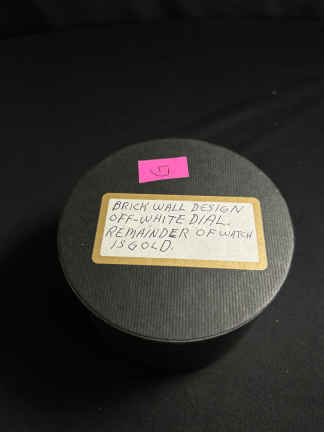 BRICK WALL DESIGN
OFF-WHITE DIAL.
REMAINDER OF WATCH
IS GOLD.